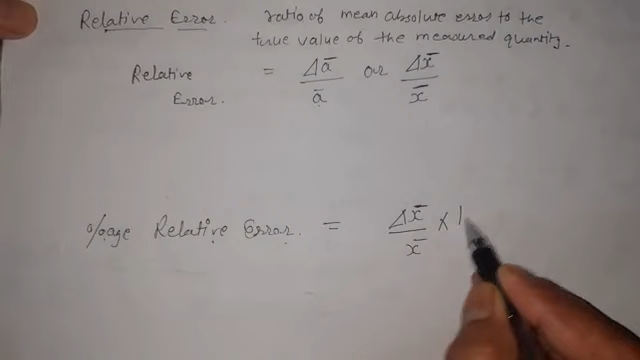 Relative Error. ratio of mean absolute error to the
true value of the measured quantity.
Relative Error. = Δā/ā or Δx̄/x̄
%age Relative Error. = Δx̄/x̄ × 1